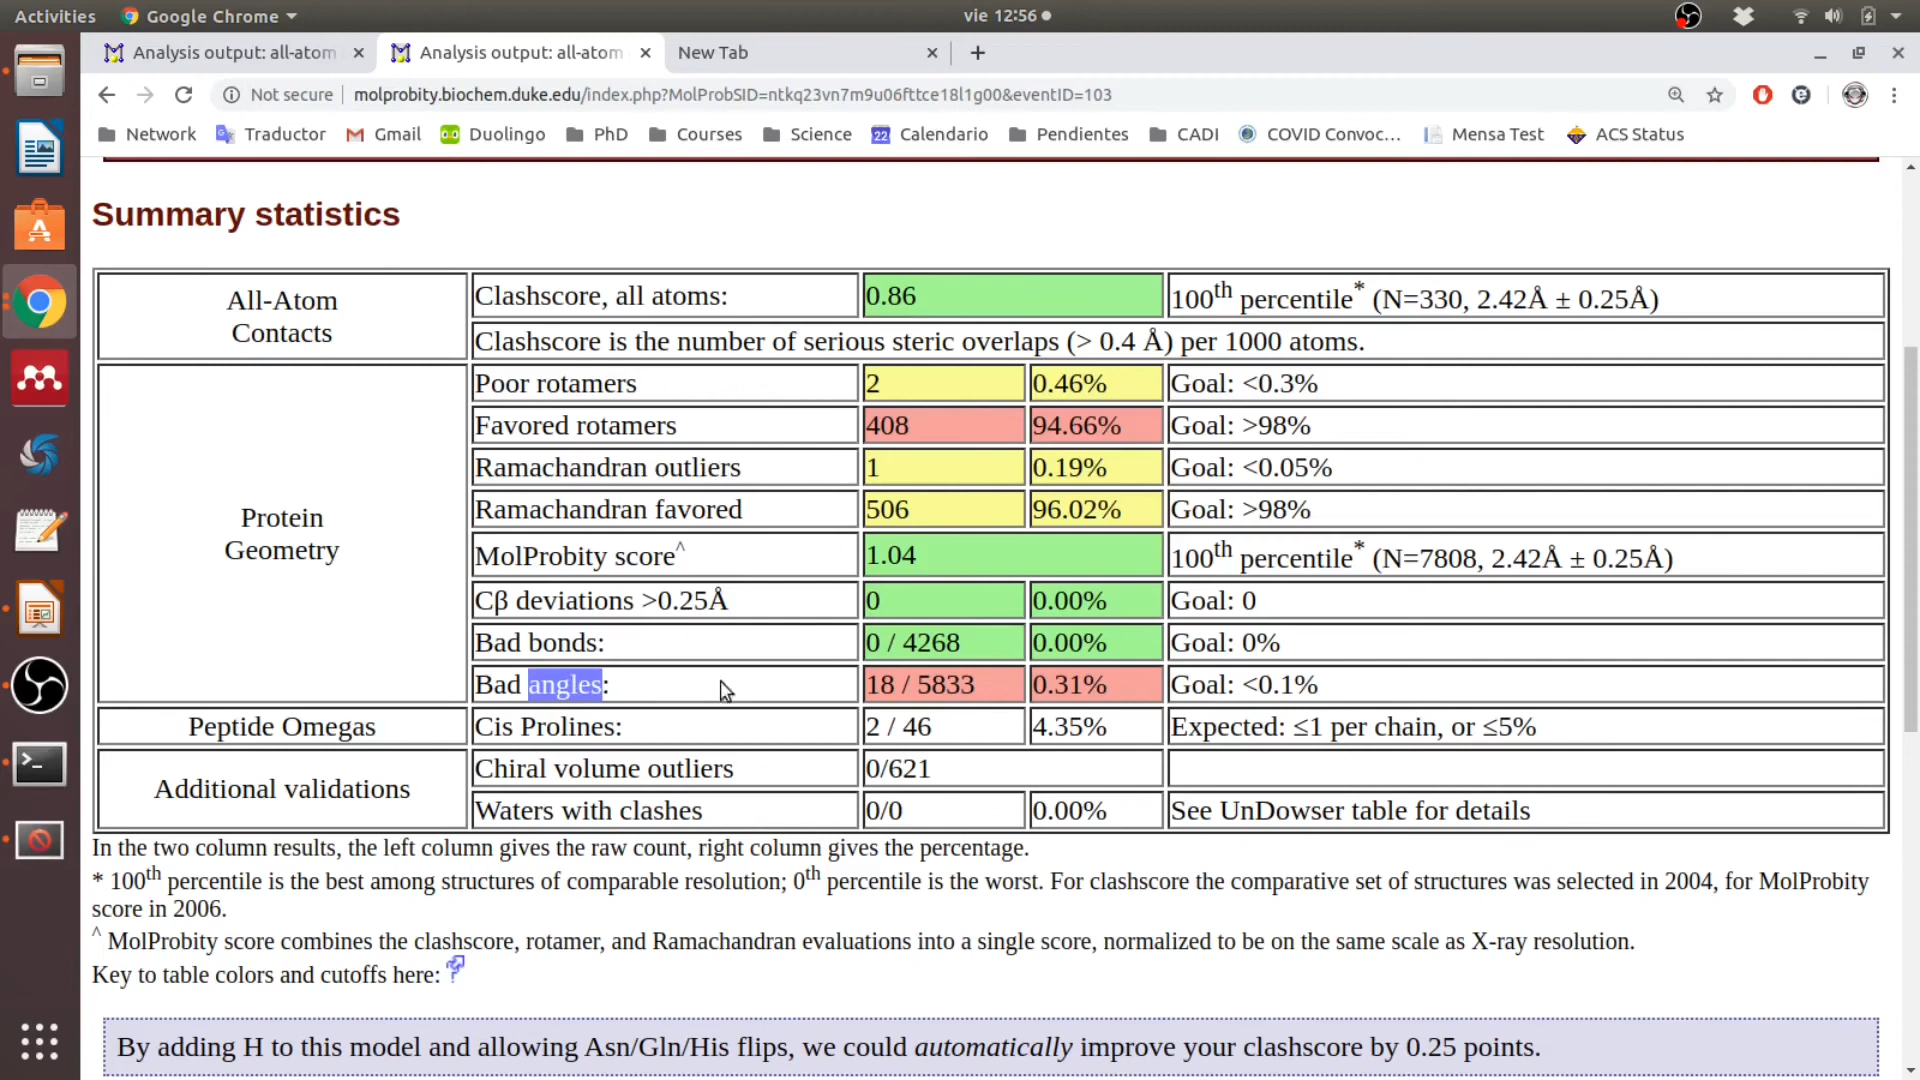 Activities
Google Chrome
vie 12:56
Analysis output: all-atom
Analysis output: all-atom
New Tab
Not secure
molprobity.biochem.duke.edu/index.php?MolProbSID=ntkq23vn7m9u06fttce18l1g00&eventID=103
Network
Traductor
Gmail
Duolingo
PhD
Courses
Science
22
Calendario
Pendientes
CADI
COVID Convoc...
Mensa Test
ACS Status
Summary statistics
All-Atom
Contacts
Clashscore, all atoms:
0.86
100th percentile* (N=330, 2.42Å ± 0.25Å)
Clashscore is the number of serious steric overlaps (> 0.4 Å) per 1000 atoms.
Protein
Geometry
Poor rotamers
2
0.46%
Goal: <0.3%
Favored rotamers
408
94.66%
Goal: >98%
Ramachandran outliers
1
0.19%
Goal: <0.05%
Ramachandran favored
506
96.02%
Goal: >98%
MolProbity score^
1.04
100th percentile* (N=7808, 2.42Å ± 0.25Å)
Cβ deviations >0.25Å
0
0.00%
Goal: 0
Bad bonds:
0 / 4268
0.00%
Goal: 0%
Bad angles:
18 / 5833
0.31%
Goal: <0.1%
Peptide Omegas
Cis Prolines:
2 / 46
4.35%
Expected: ≤1 per chain, or ≤5%
Additional validations
Chiral volume outliers
0/621
Waters with clashes
0/0
0.00%
See UnDowser table for details
In the two column results, the left column gives the raw count, right column gives the percentage.
* 100th percentile is the best among structures of comparable resolution; 0th percentile is the worst. For clashscore the comparative set of structures was selected in 2004, for MolProbity
score in 2006.
^ MolProbity score combines the clashscore, rotamer, and Ramachandran evaluations into a single score, normalized to be on the same scale as X-ray resolution.
Key to table colors and cutoffs here:
By adding H to this model and allowing Asn/Gln/His flips, we could automatically improve your clashscore by 0.25 points.